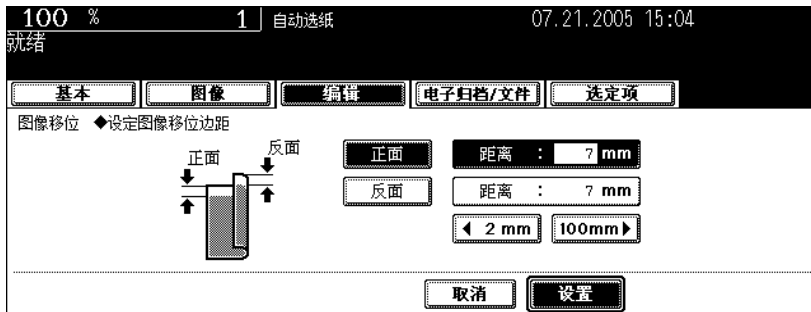 100 % 1 自动选纸 07.21.2005 15:04
就绪
基本 图像 编辑 电子归档/文件 选定项
图像移位 ◆设定图像移位边距
正面 反面 正面 距离 : 7 mm
反面 距离 : 7 mm
2 mm 100mm
取消 设置